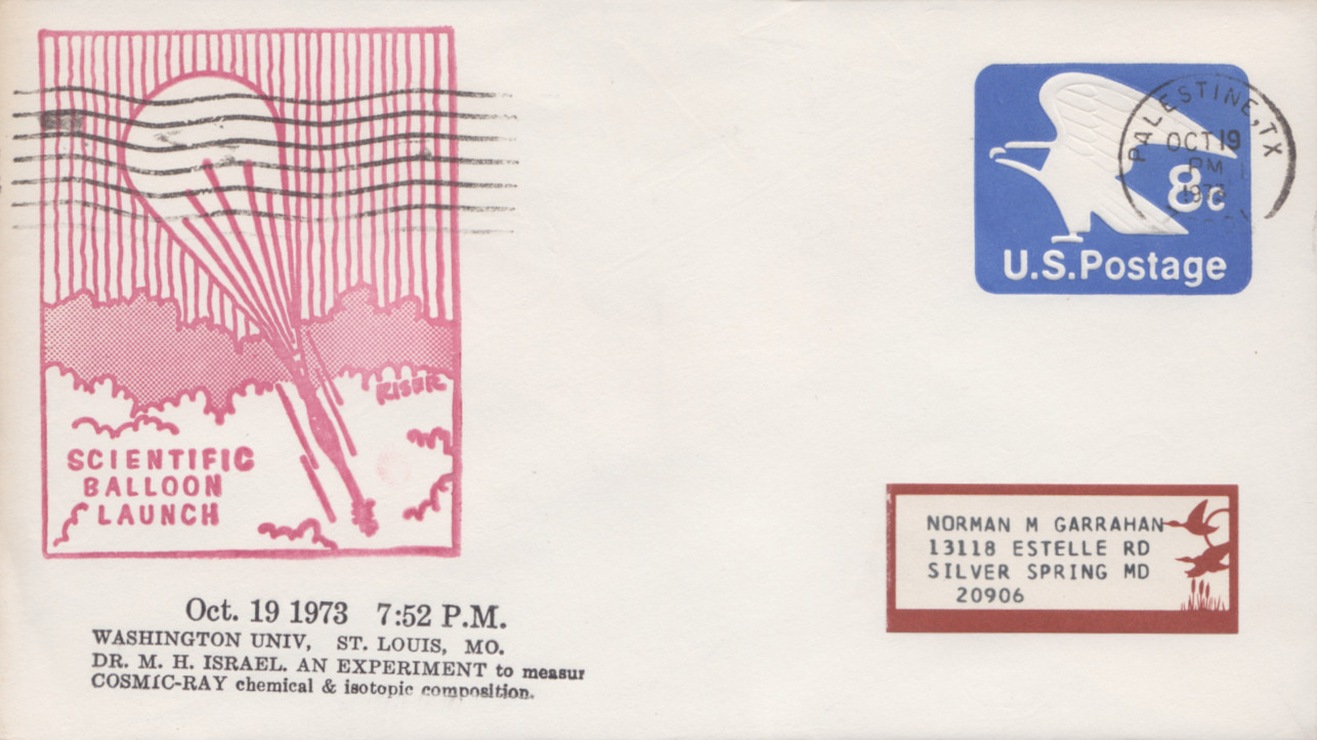 SCIENTIFIC
BALLOON
LAUNCH
RISER
Oct. 19 1973 7:52 P.M.
WASHINGTON UNIV, ST. LOUIS, MO.
DR. M. H. ISRAEL. AN EXPERIMENT to measur
COSMIC-RAY chemical & isotopic composition.
PALESTINE, TX
OCT 19
PM
1973
8c
U.S. Postage
NORMAN M GARRAHAN
13118 ESTELLE RD
SILVER SPRING MD
20906